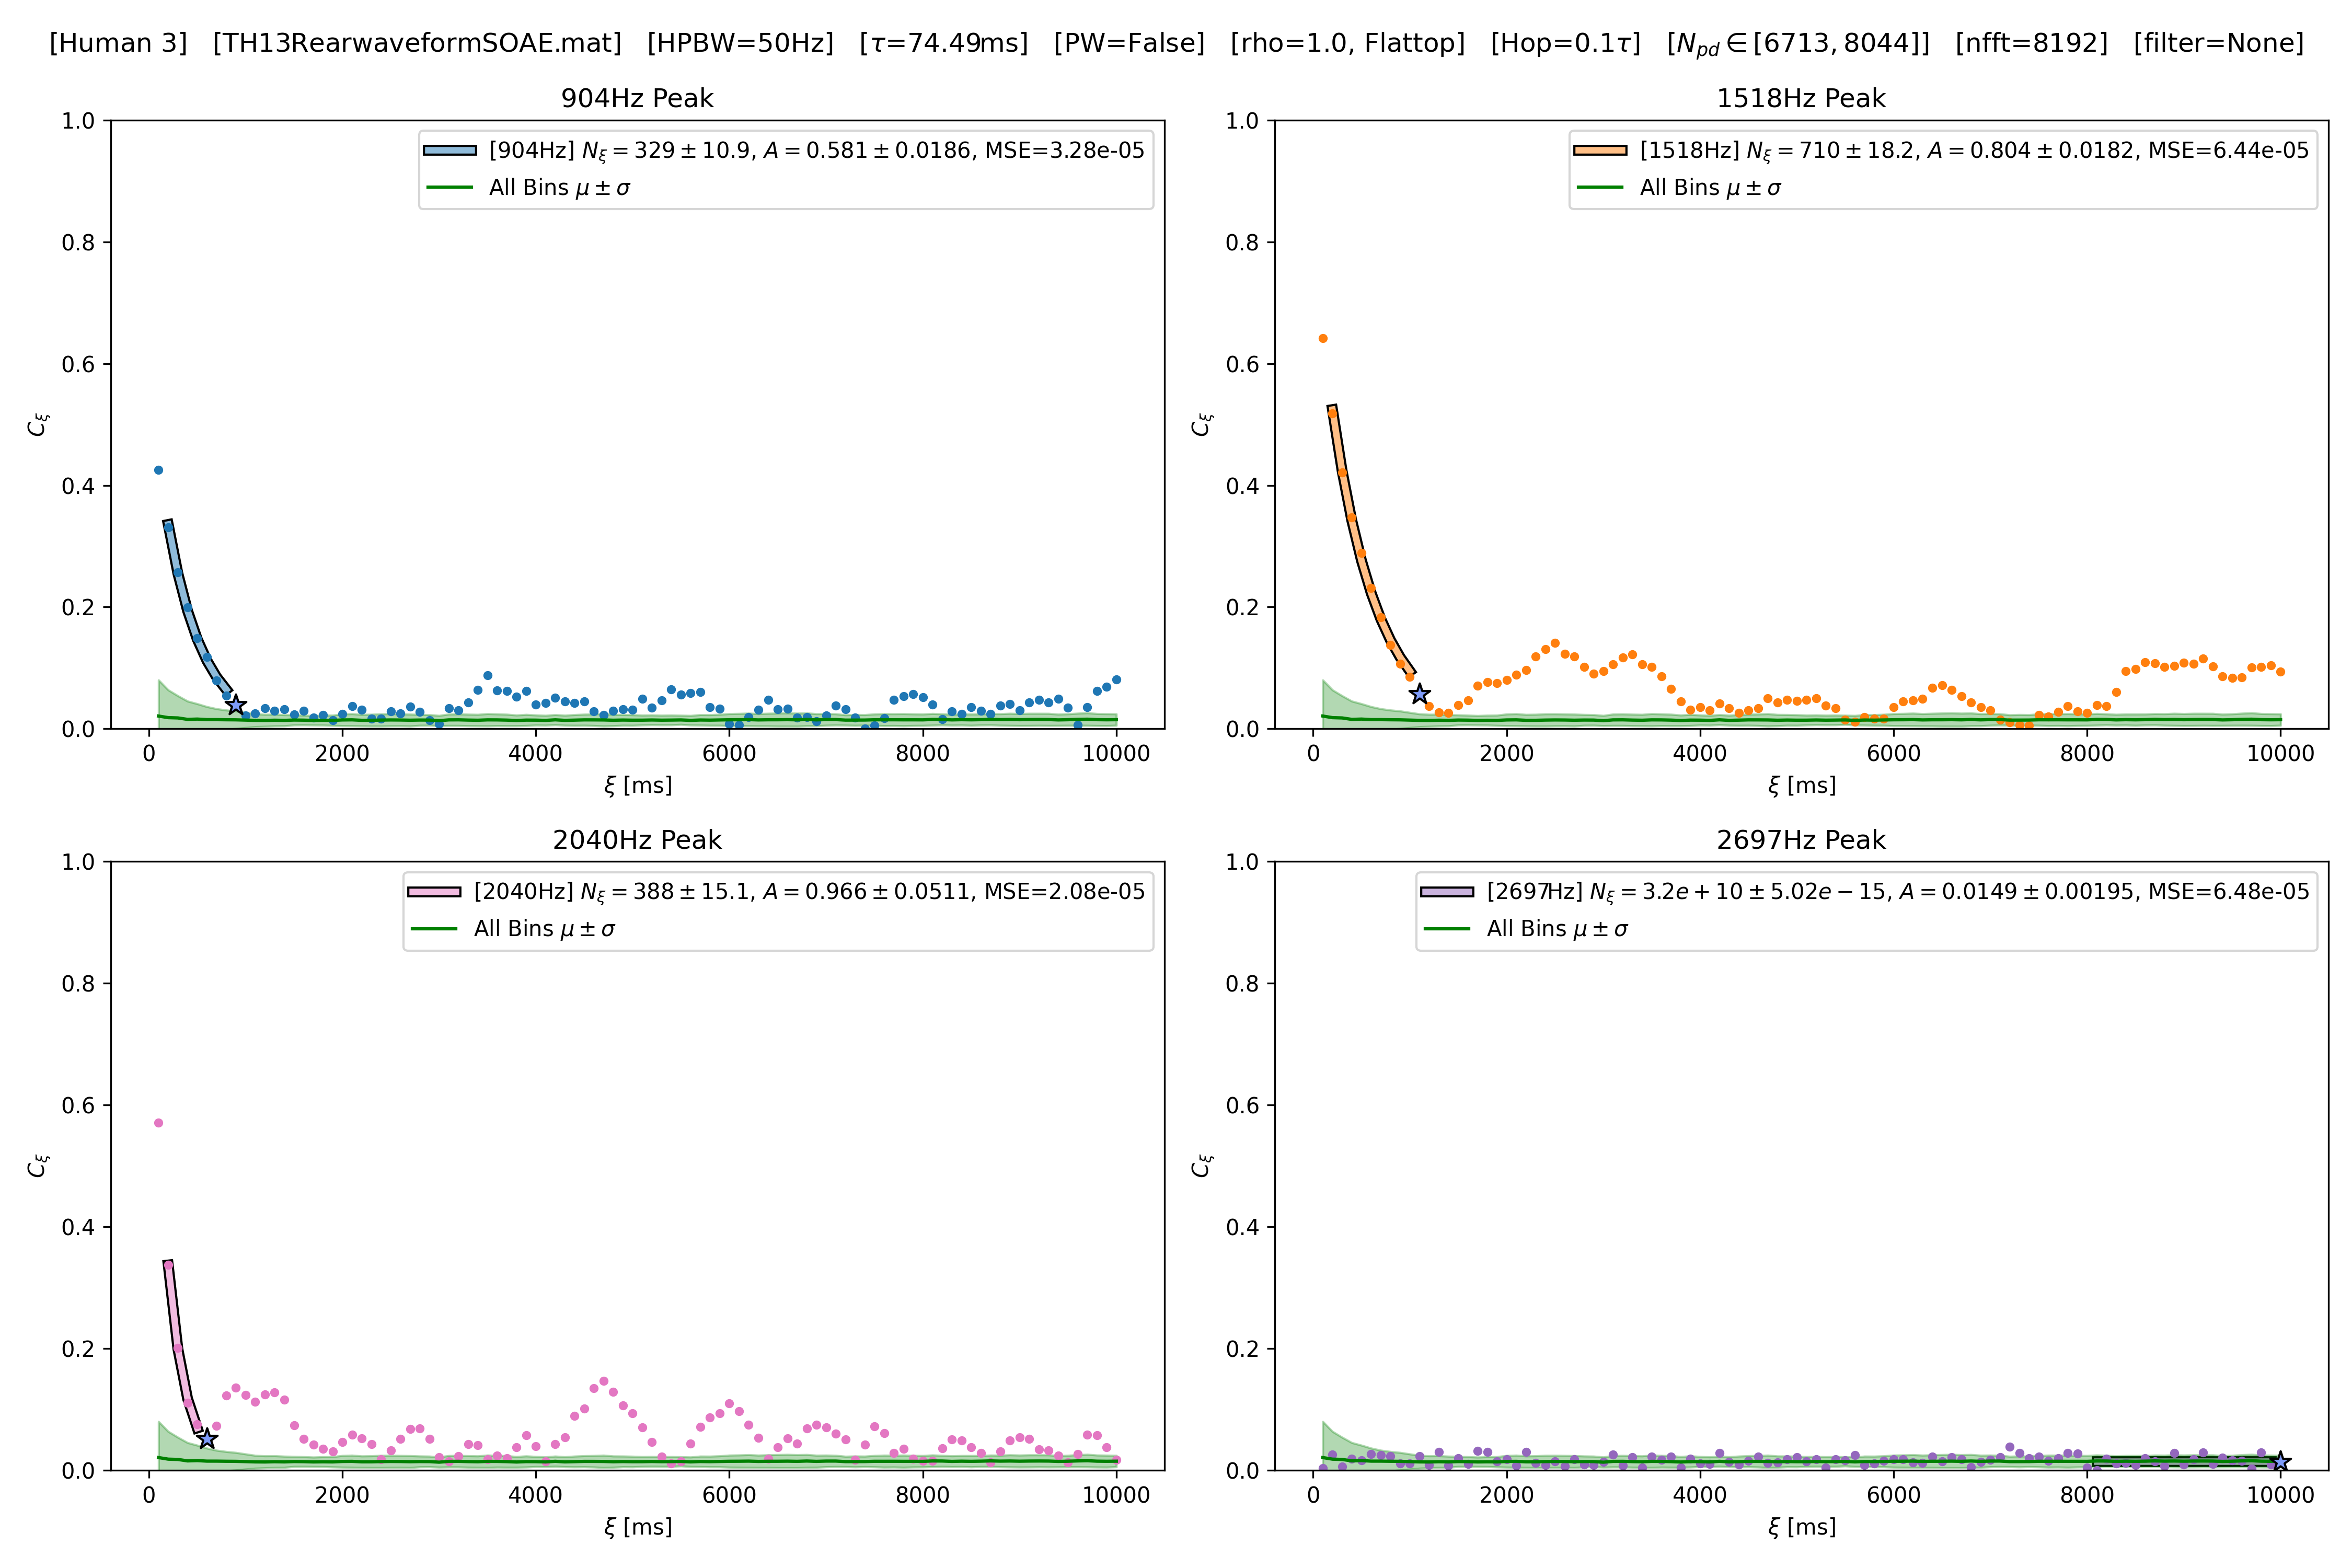 [Human 3] [TH13RearwaveformSOAE.mat] [HPBW=50Hz] [τ=74.49ms] [PW=False] [rho=1.0, Flattop] [Hop=0.1τ] [N_pd ∈ [6713, 8044]] [nfft=8192] [filter=None]
904Hz Peak
[904Hz] N_ξ = 329 ± 10.9, A = 0.581 ± 0.0186, MSE=3.28e-05
All Bins μ ± σ
1.0
0.8
0.6
0.4
0.2
0.0
C_ξ
0 2000 4000 6000 8000 10000
ξ [ms]
1518Hz Peak
[1518Hz] N_ξ = 710 ± 18.2, A = 0.804 ± 0.0182, MSE=6.44e-05
All Bins μ ± σ
1.0
0.8
0.6
0.4
0.2
0.0
C_ξ
0 2000 4000 6000 8000 10000
ξ [ms]
2040Hz Peak
[2040Hz] N_ξ = 388 ± 15.1, A = 0.966 ± 0.0511, MSE=2.08e-05
All Bins μ ± σ
1.0
0.8
0.6
0.4
0.2
0.0
C_ξ
0 2000 4000 6000 8000 10000
ξ [ms]
2697Hz Peak
[2697Hz] N_ξ = 3.2e + 10 ± 5.02e − 15, A = 0.0149 ± 0.00195, MSE=6.48e-05
All Bins μ ± σ
1.0
0.8
0.6
0.4
0.2
0.0
C_ξ
0 2000 4000 6000 8000 10000
ξ [ms]